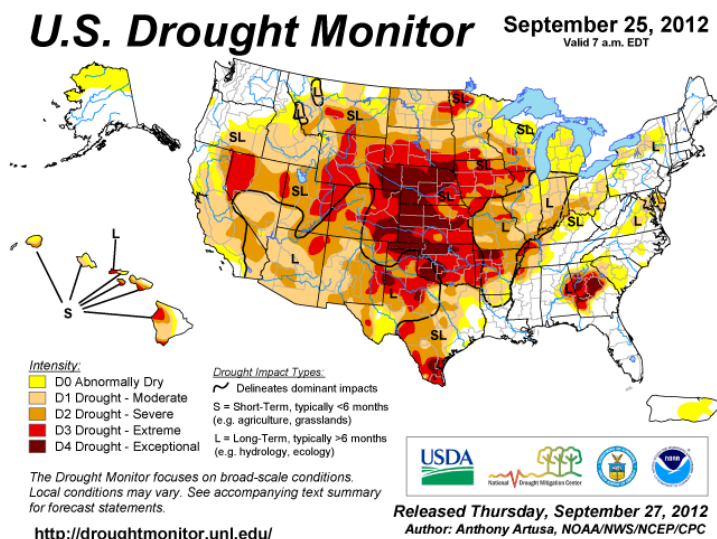 U.S. Drought Monitor
September 25, 2012
Valid 7 a.m. EDT
L
SL
SL
SL
L
SL
SL
L
SL
SL
L
L
SL
L
L
L
L
SL
L
S
Intensity:
D0 Abnormally Dry
D1 Drought - Moderate
D2 Drought - Severe
D3 Drought - Extreme
D4 Drought - Exceptional
Drought Impact Types:
Delineates dominant impacts
S = Short-Term, typically <6 months
(e.g. agriculture, grasslands)
L = Long-Term, typically >6 months
(e.g. hydrology, ecology)
USDA
National Drought Mitigation Center
NOAA
The Drought Monitor focuses on broad-scale conditions.
Local conditions may vary. See accompanying text summary
for forecast statements.
http://droughtmonitor.unl.edu/
Released Thursday, September 27, 2012
Author: Anthony Artusa, NOAA/NWS/NCEP/CPC